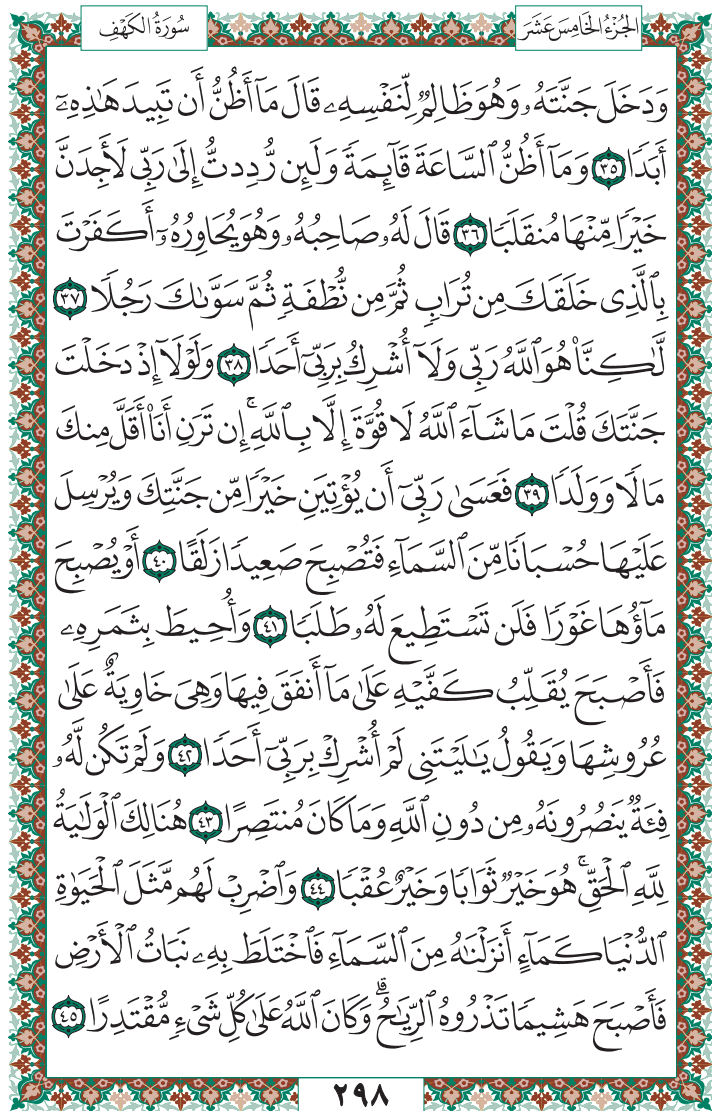 الجُزْءُ الخَامِسَ عَشَرَ
سُورَةُ الكَهْفِ
وَدَخَلَ جَنَّتَهُۥ وَهُوَ ظَالِمٌ لِّنَفْسِهِۦ قَالَ مَآ أَظُنُّ أَن تَبِيدَ هَٰذِهِۦٓ
أَبَدًا ٣٥ وَمَآ أَظُنُّ ٱلسَّاعَةَ قَآئِمَةً وَلَئِن رُّدِدتُّ إِلَىٰ رَبِّى لَأَجِدَنَّ
خَيْرًا مِّنْهَا مُنقَلَبًا ٣٦ قَالَ لَهُۥ صَاحِبُهُۥ وَهُوَ يُحَاوِرُهُۥٓ أَكَفَرْتَ
بِٱلَّذِى خَلَقَكَ مِن تُرَابٍ ثُمَّ مِن نُّطْفَةٍ ثُمَّ سَوَّىٰكَ رَجُلًا ٣٧
لَّٰكِنَّا۠ هُوَ ٱللَّهُ رَبِّى وَلَآ أُشْرِكُ بِرَبِّىٓ أَحَدًا ٣٨ وَلَوْلَآ إِذْ دَخَلْتَ
جَنَّتَكَ قُلْتَ مَا شَآءَ ٱللَّهُ لَا قُوَّةَ إِلَّا بِٱللَّهِ ۚ إِن تَرَنِ أَنَا۠ أَقَلَّ مِنكَ
مَالًا وَوَلَدًا ٣٩ فَعَسَىٰ رَبِّىٓ أَن يُؤْتِيَنِ خَيْرًا مِّن جَنَّتِكَ وَيُرْسِلَ
عَلَيْهَا حُسْبَانًا مِّنَ ٱلسَّمَآءِ فَتُصْبِحَ صَعِيدًا زَلَقًا ٤٠ أَوْ يُصْبِحَ
مَآؤُهَا غَوْرًا فَلَن تَسْتَطِيعَ لَهُۥ طَلَبًا ٤١ وَأُحِيطَ بِثَمَرِهِۦ
فَأَصْبَحَ يُقَلِّبُ كَفَّيْهِ عَلَىٰ مَآ أَنفَقَ فِيهَا وَهِىَ خَاوِيَةٌ عَلَىٰ
عُرُوشِهَا وَيَقُولُ يَٰلَيْتَنِى لَمْ أُشْرِكْ بِرَبِّىٓ أَحَدًا ٤٢ وَلَمْ تَكُن لَّهُۥ
فِئَةٌ يَنصُرُونَهُۥ مِن دُونِ ٱللَّهِ وَمَا كَانَ مُنتَصِرًا ٤٣ هُنَالِكَ ٱلْوَلَٰيَةُ
لِلَّهِ ٱلْحَقِّ ۚ هُوَ خَيْرٌ ثَوَابًا وَخَيْرٌ عُقْبًا ٤٤ وَٱضْرِبْ لَهُم مَّثَلَ ٱلْحَيَوٰةِ
ٱلدُّنْيَا كَمَآءٍ أَنزَلْنَٰهُ مِنَ ٱلسَّمَآءِ فَٱخْتَلَطَ بِهِۦ نَبَاتُ ٱلْأَرْضِ
فَأَصْبَحَ هَشِيمًا تَذْرُوهُ ٱلرِّيَٰحُ ۗ وَكَانَ ٱللَّهُ عَلَىٰ كُلِّ شَىْءٍ مُّقْتَدِرًا ٤٥
٢٩٨